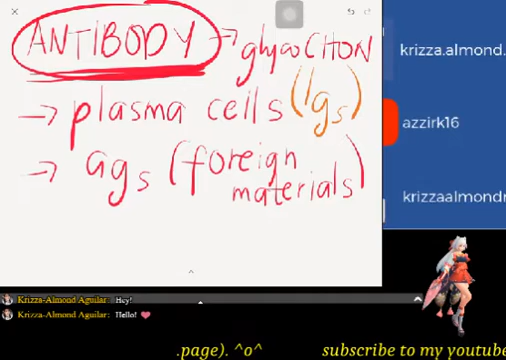 ANTIBODY → glycoCHON
→ plasma cells (Igs)
→ ags (foreign
materials)
krizza.almond.
azzirk16
krizzaalmondr
Krizza-Almond Aguilar: Hey!
Krizza-Almond Aguilar: Hello! ❤
.page). ^o^ subscribe to my youtube